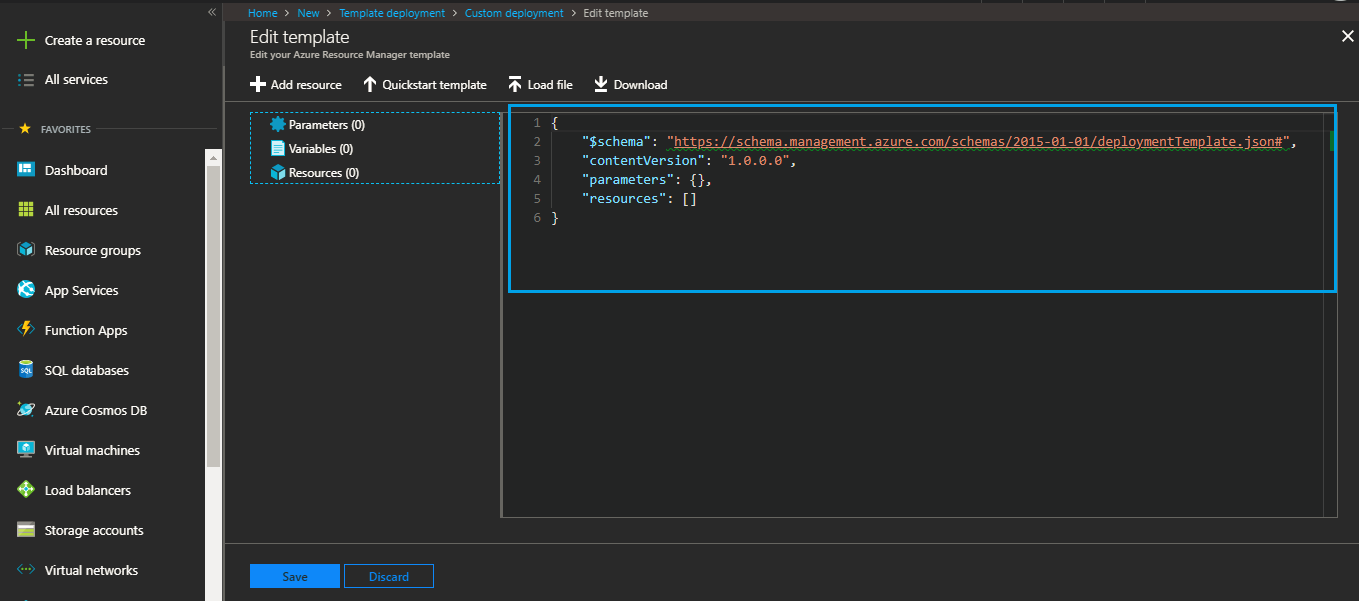 «
Create a resource
All services
FAVORITES
Dashboard
All resources
Resource groups
App Services
Function Apps
SQL databases
Azure Cosmos DB
Virtual machines
Load balancers
Storage accounts
Virtual networks
Home > New > Template deployment > Custom deployment > Edit template
Edit template
Edit your Azure Resource Manager template
Add resource Quickstart template Load file Download
Parameters (0)
Variables (0)
Resources (0)
1 {
2 "$schema": "https://schema.management.azure.com/schemas/2015-01-01/deploymentTemplate.json#",
3 "contentVersion": "1.0.0.0",
4 "parameters": {},
5 "resources": []
6 }
Save Discard